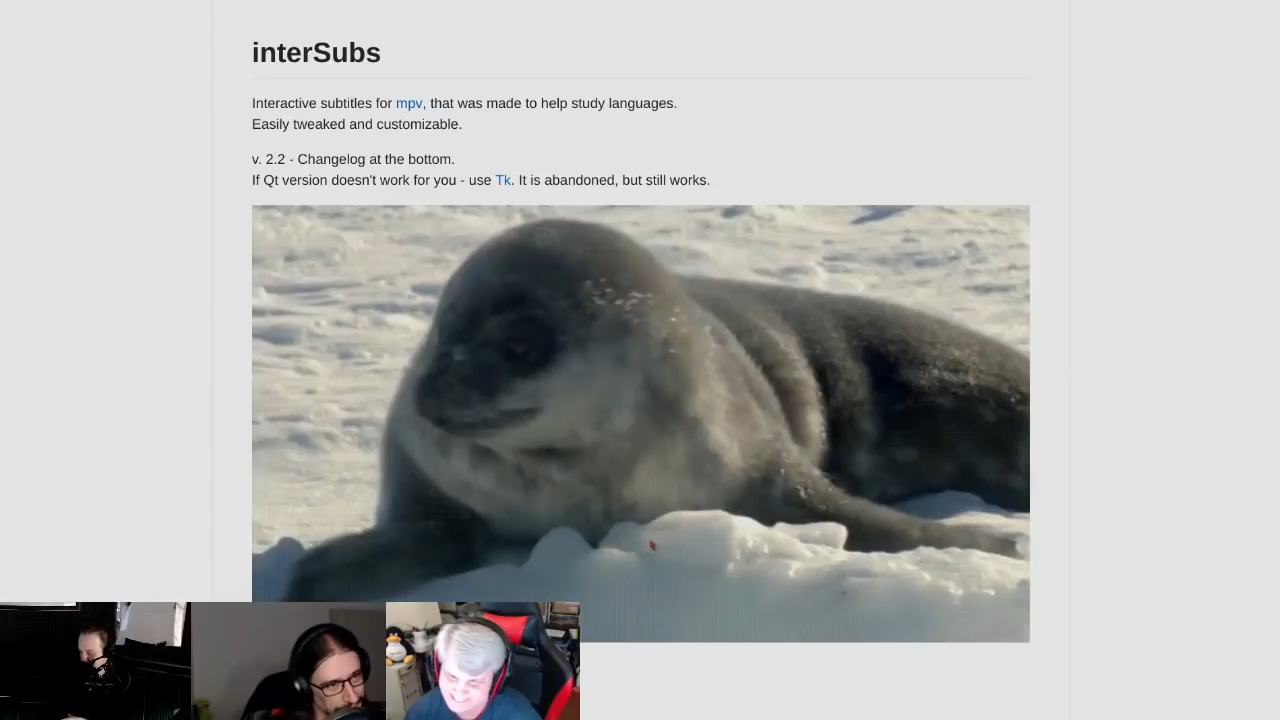 interSubs
Interactive subtitles for mpv, that was made to help study languages.
Easily tweaked and customizable.
v. 2.2 - Changelog at the bottom.
If Qt version doesn't work for you - use Tk. It is abandoned, but still works.